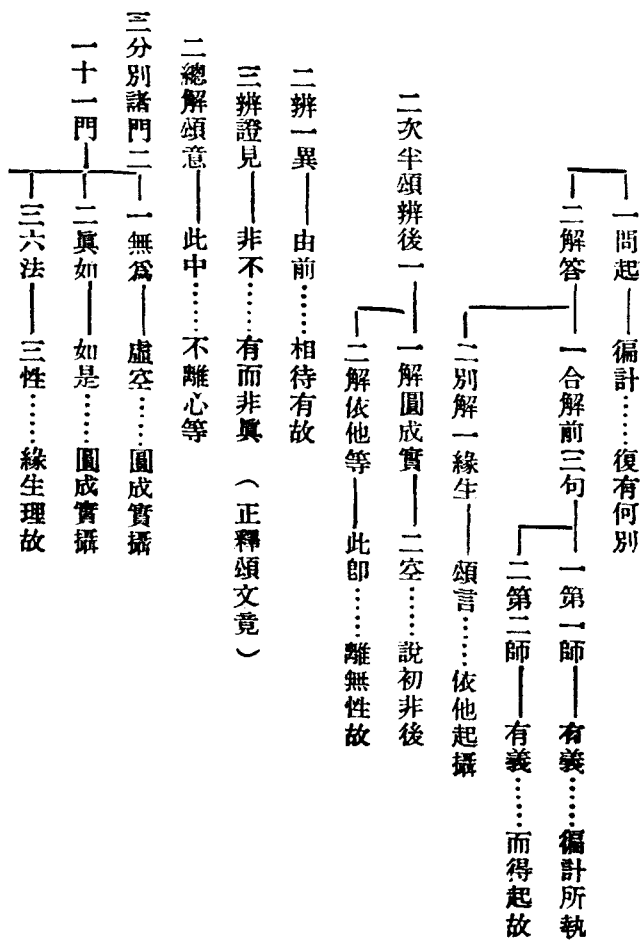 一問起——徧計……復有何別
二解答
一合解前三句
一第一師——有義……徧計所執
二第二師——有義……而得起故
二別解一緣生——頌言……依他起攝
二次半頌辨後一
一解圓成實——二空……說初非後
二解依他等——此卽……離無性故
二辨一異——由前……相待有故
三辨證見——非不……有而非眞（正釋頌文竟）
二總解頌意——此中……不離心等
三分別諸門二
一十一門
一無爲——虛空……圓成實攝
二眞如——如是……圓成實攝
三六法——三性……緣生理故